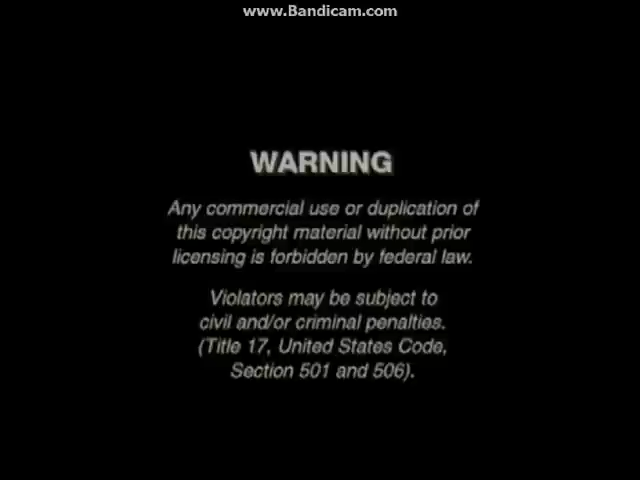 www.Bandicam.com
WARNING
Any commercial use or duplication of
this copyright material without prior
licensing is forbidden by federal law.
Violators may be subject to
civil and/or criminal penalties.
(Title 17, United States Code,
Section 501 and 506).